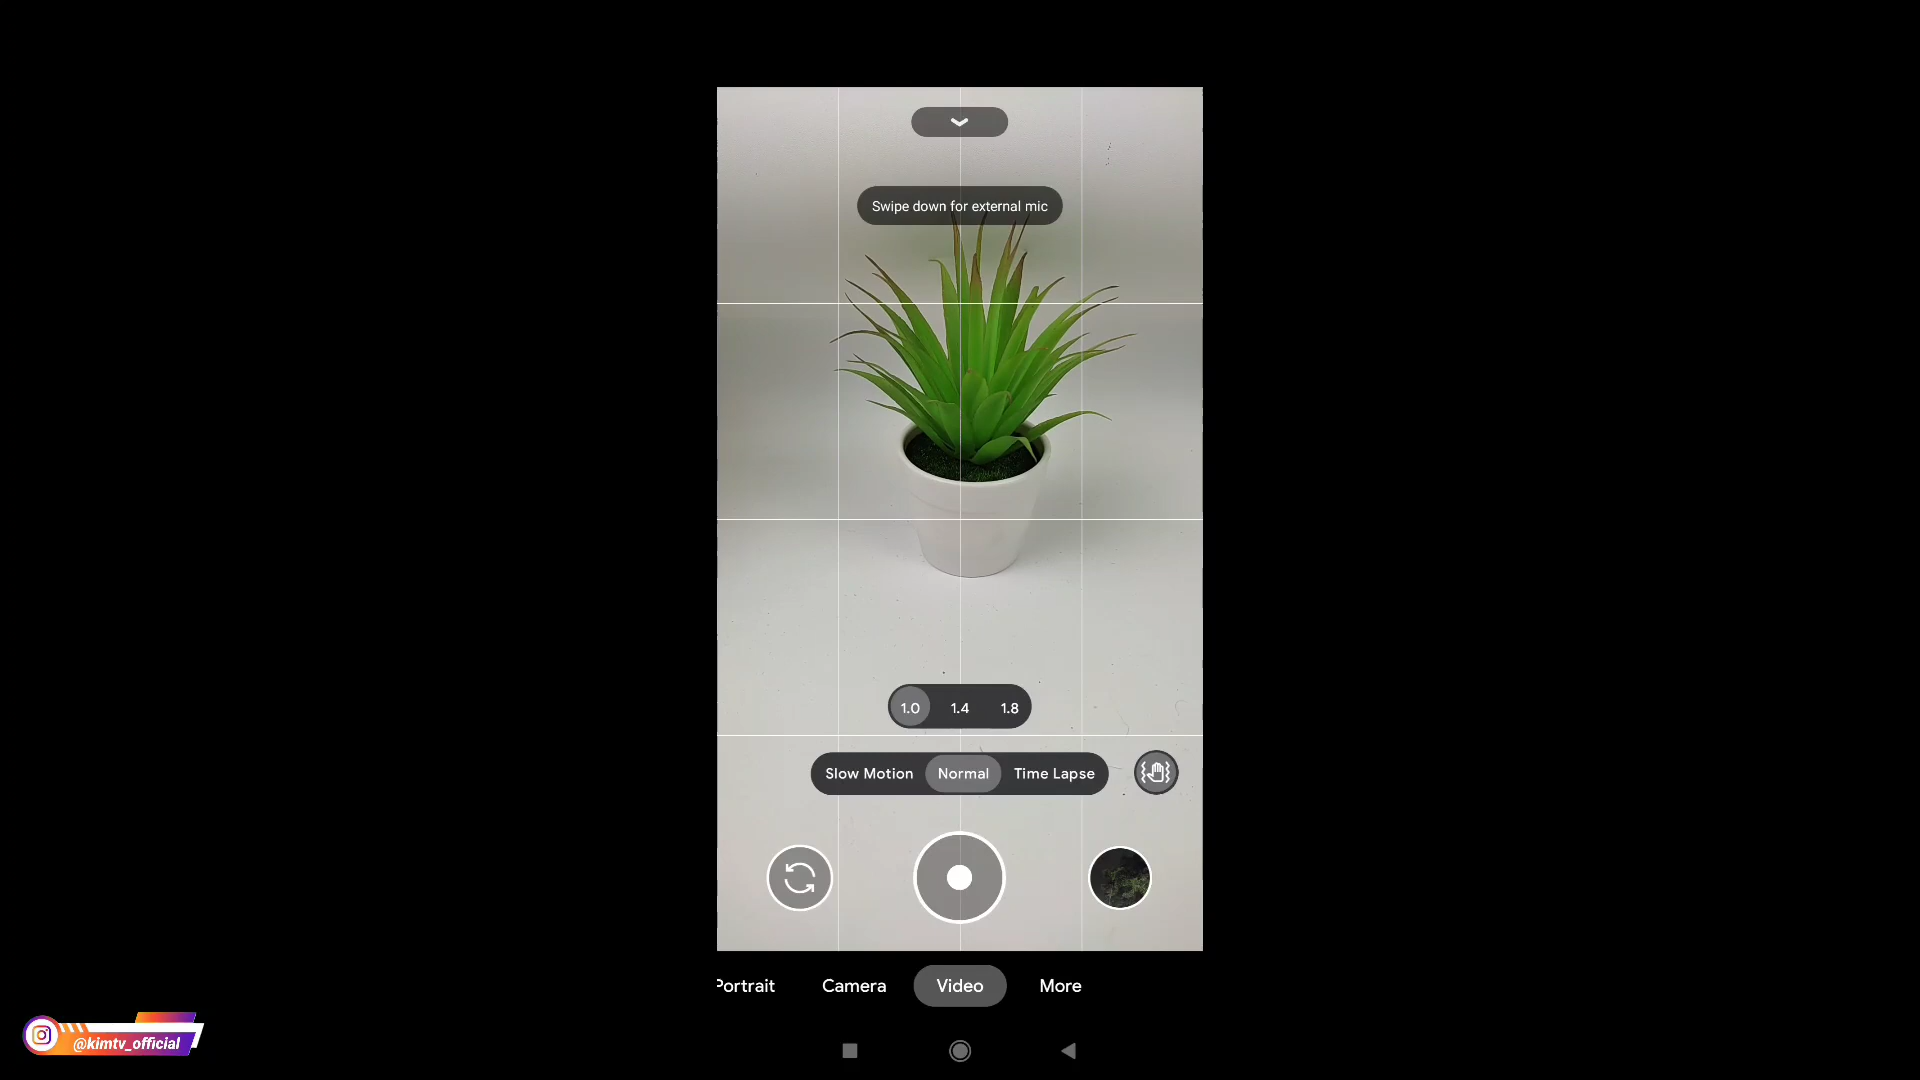 Swipe down for external mic
1.0 1.4 1.8
Slow Motion Normal Time Lapse
Portrait Camera Video More
@kimtv_official